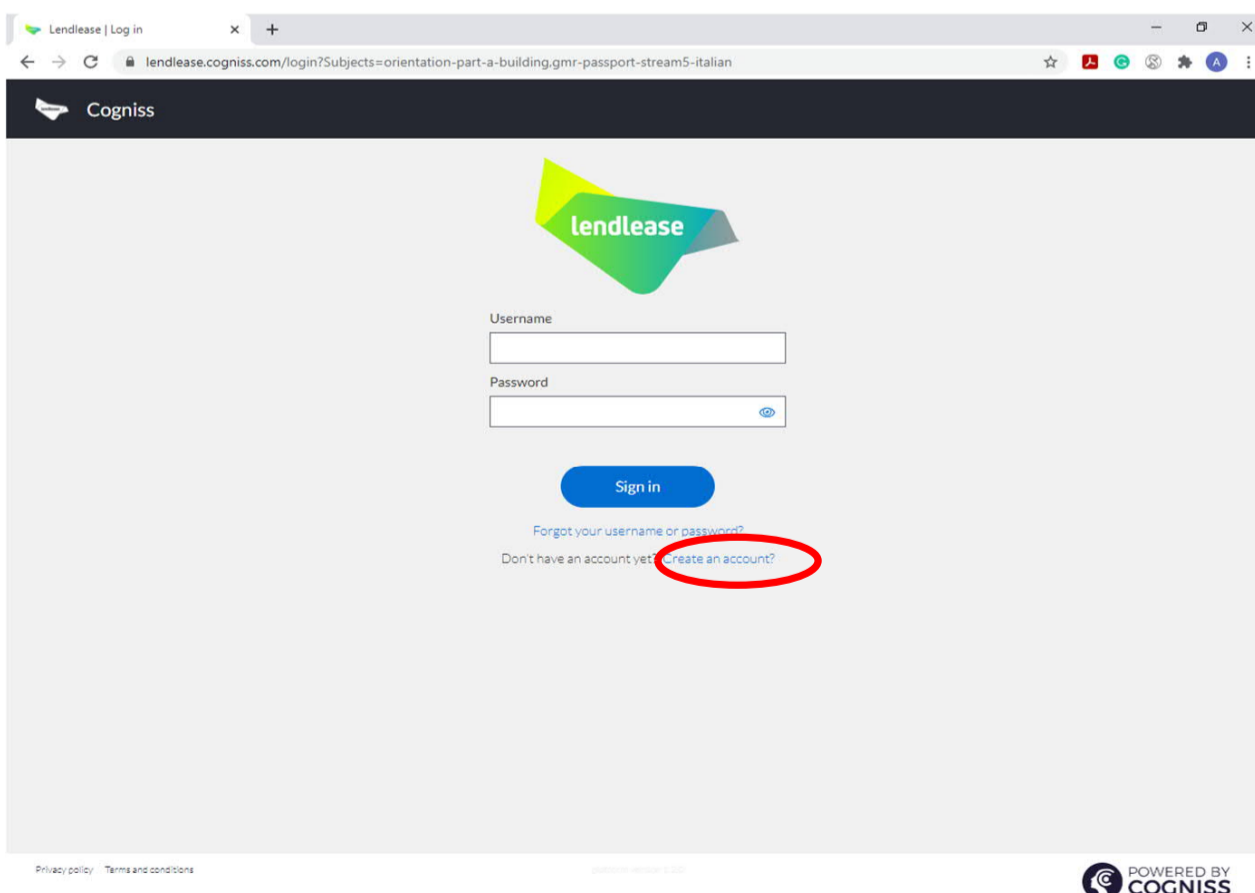 Lendlease | Log in
lendlease.cogniss.com/login?Subjects=orientation-part-a-building.gmr-passport-stream5-italian
A
Cogniss
lendlease
Username
Password
Sign in
Forgot your username or password?
Don't have an account yet? Create an account?
Privacy policy Terms and conditions
POWERED BY
COGNISS